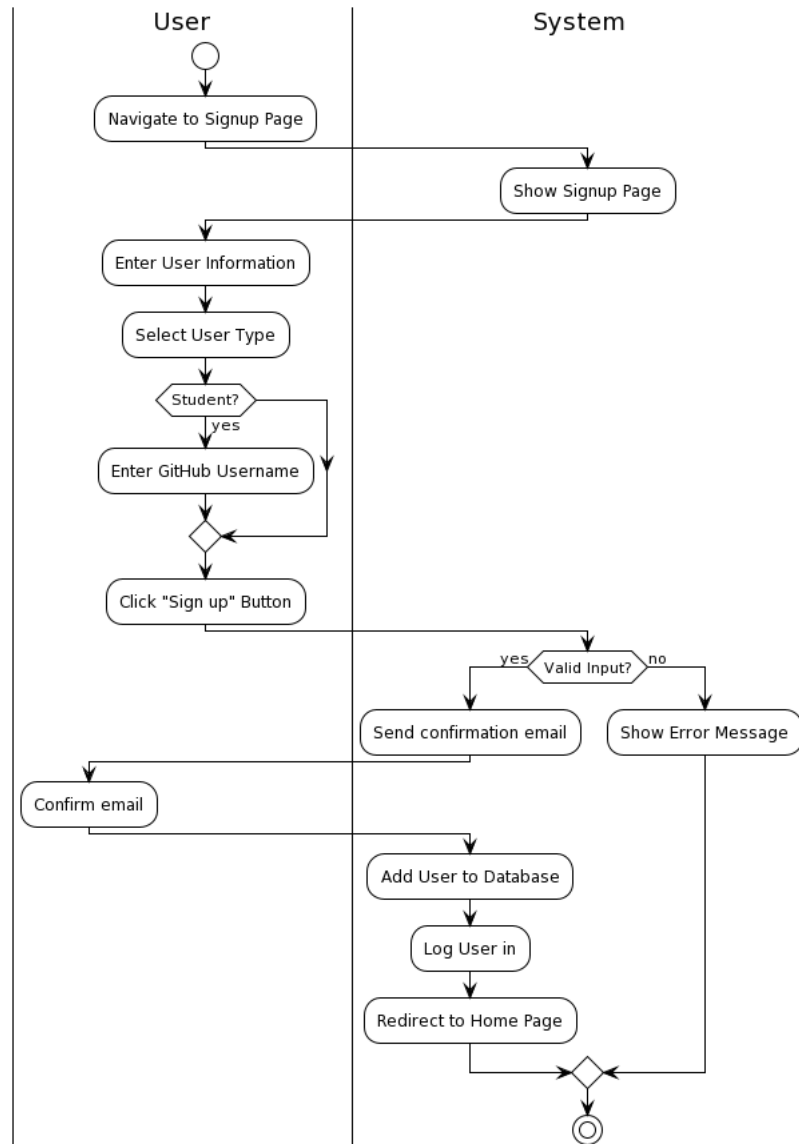 User
System
Navigate to Signup Page
Show Signup Page
Enter User Information
Select User Type
Student?
yes
Enter GitHub Username
Click "Sign up" Button
yes
Valid Input?
no
Send confirmation email
Show Error Message
Confirm email
Add User to Database
Log User in
Redirect to Home Page